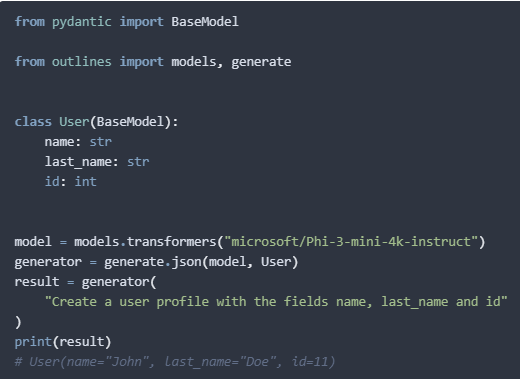 from pydantic import BaseModel
from outlines import models, generate
class User(BaseModel):
    name: str
    last_name: str
    id: int
model = models.transformers("microsoft/Phi-3-mini-4k-instruct")
generator = generate.json(model, User)
result = generator(
    "Create a user profile with the fields name, last_name and id"
)
print(result)
# User(name="John", last_name="Doe", id=11)